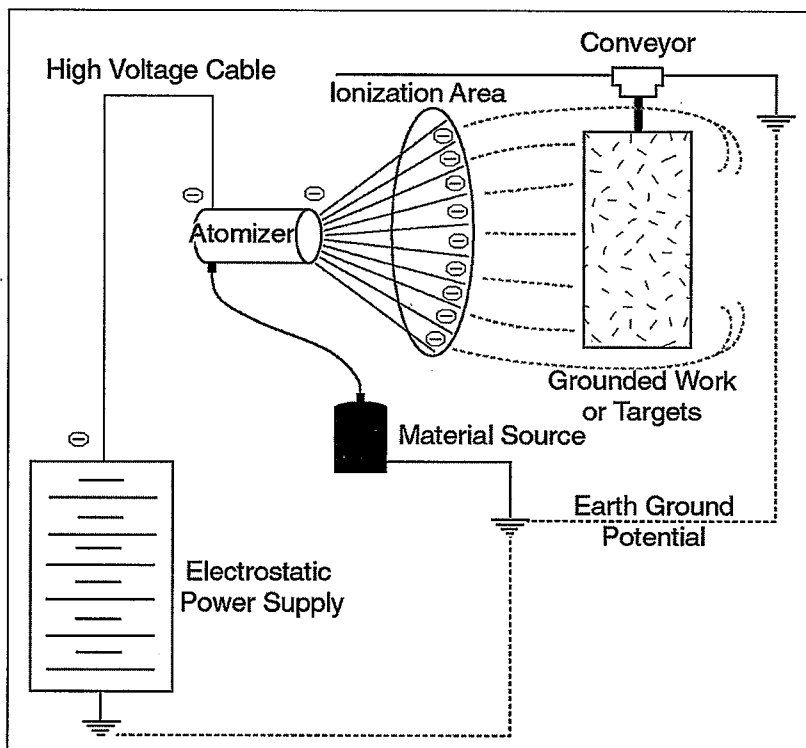 Conveyor
High Voltage Cable
Ionization Area
Atomizer
Grounded Work
or Targets
Material Source
Earth Ground
Potential
Electrostatic
Power Supply